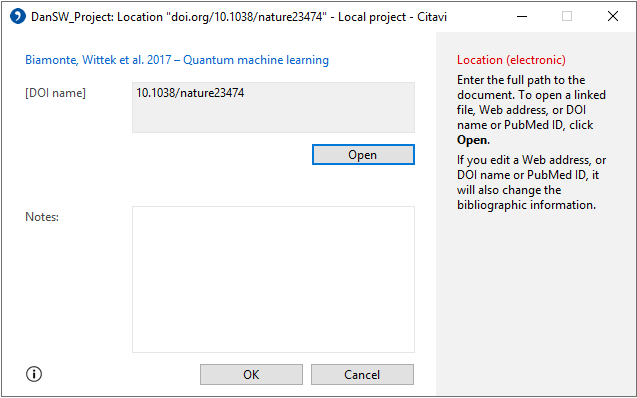 DanSW_Project: Location "doi.org/10.1038/nature23474" - Local project - Citavi
Biamonte, Wittek et al. 2017 – Quantum machine learning
[DOI name]
10.1038/nature23474
Open
Notes:
OK
Cancel
Location (electronic)
Enter the full path to the
document. To open a linked
file, Web address, or DOI
name or PubMed ID, click
Open.
If you edit a Web address, or
DOI name or PubMed ID, it
will also change the
bibliographic information.